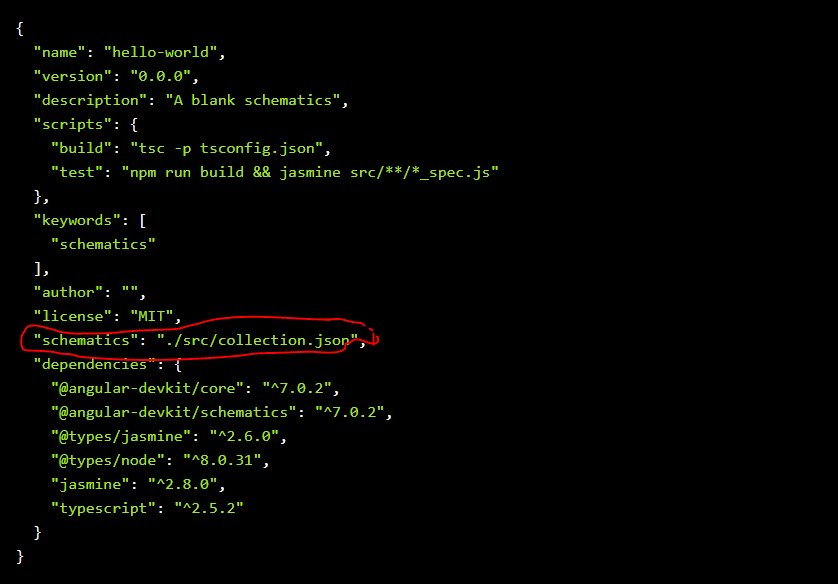 {
"name": "hello-world",
"version": "0.0.0",
"description": "A blank schematics",
"scripts": {
"build": "tsc -p tsconfig.json",
"test": "npm run build && jasmine src/**/*_spec.js"
},
"keywords": [
"schematics"
],
"author": "",
"license": "MIT",
"schematics": "./src/collection.json",
"dependencies": {
"@angular-devkit/core": "^7.0.2",
"@angular-devkit/schematics": "^7.0.2",
"@types/jasmine": "^2.6.0",
"@types/node": "^8.0.31",
"jasmine": "^2.8.0",
"typescript": "^2.5.2"
}
}